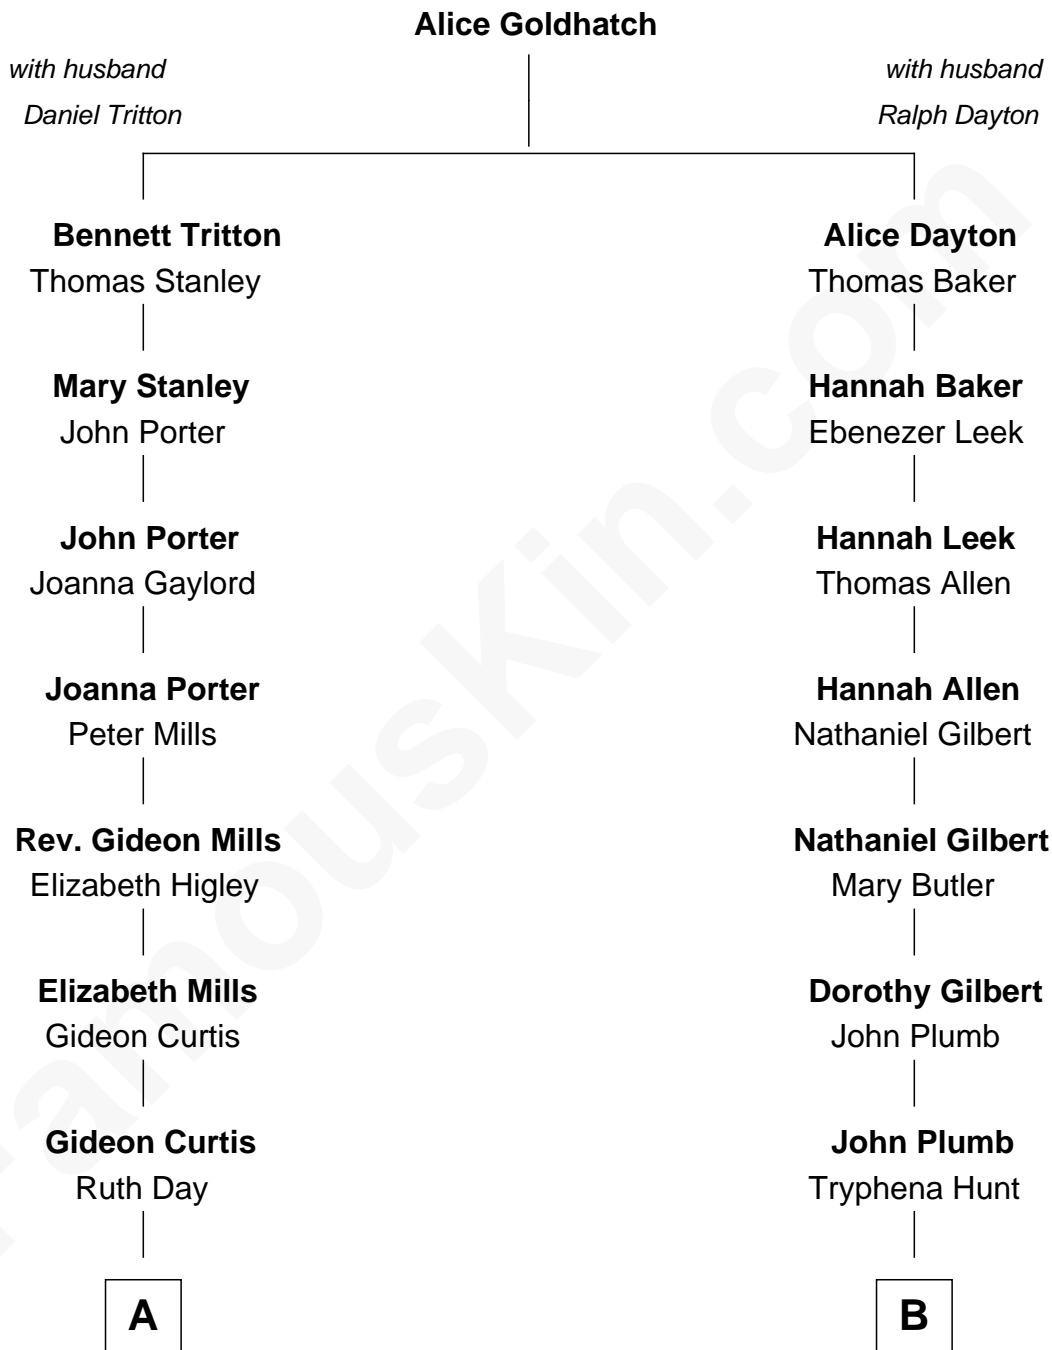 Alice Goldhatch
with husband
Daniel Tritton
with husband
Ralph Dayton
Bennett Tritton
Thomas Stanley
Alice Dayton
Thomas Baker
Mary Stanley
John Porter
Hannah Baker
Ebenezer Leek
John Porter
Joanna Gaylord
Hannah Leek
Thomas Allen
Joanna Porter
Peter Mills
Hannah Allen
Nathaniel Gilbert
Rev. Gideon Mills
Elizabeth Higley
Nathaniel Gilbert
Mary Butler
Elizabeth Mills
Gideon Curtis
Dorothy Gilbert
John Plumb
Gideon Curtis
Ruth Day
John Plumb
Tryphena Hunt
A
B
FamousKin.com